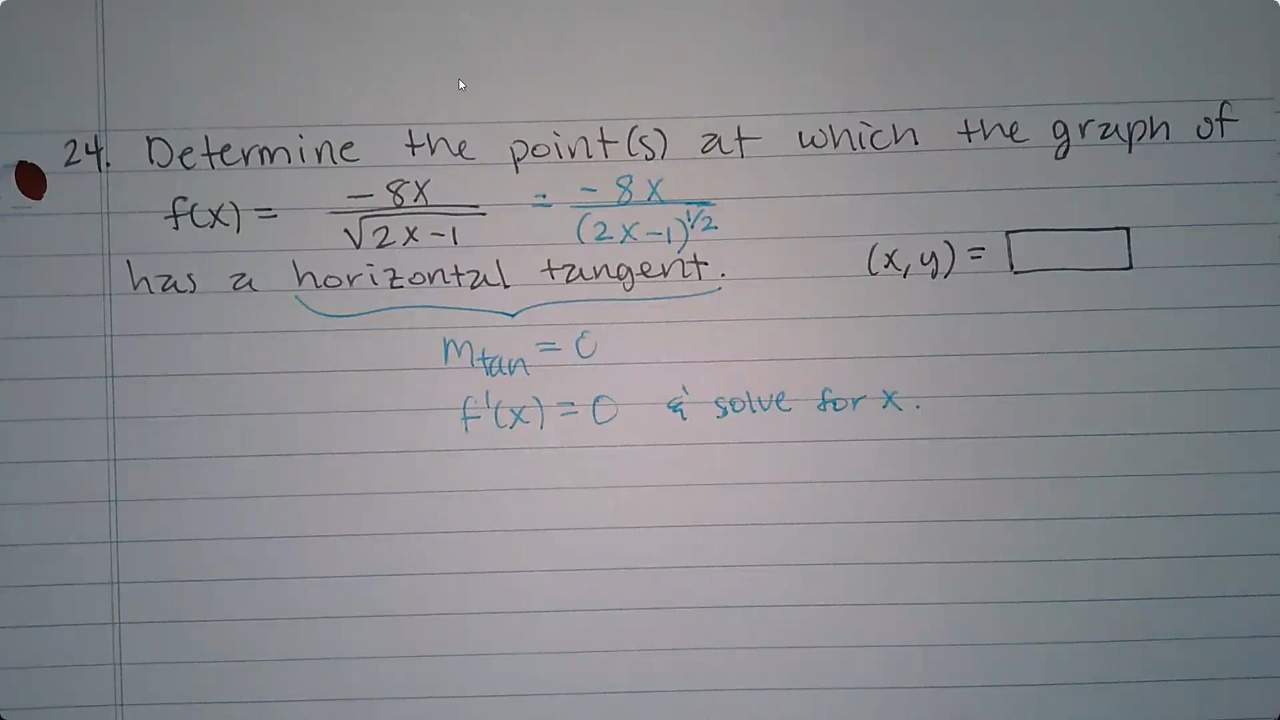 24. Determine the point(s) at which the graph of
f(x) = -8x / √2x-1 = -8x / (2x-1)^1/2
has a horizontal tangent. (x,y) =
m_tan = 0
f'(x) = 0 & solve for x.